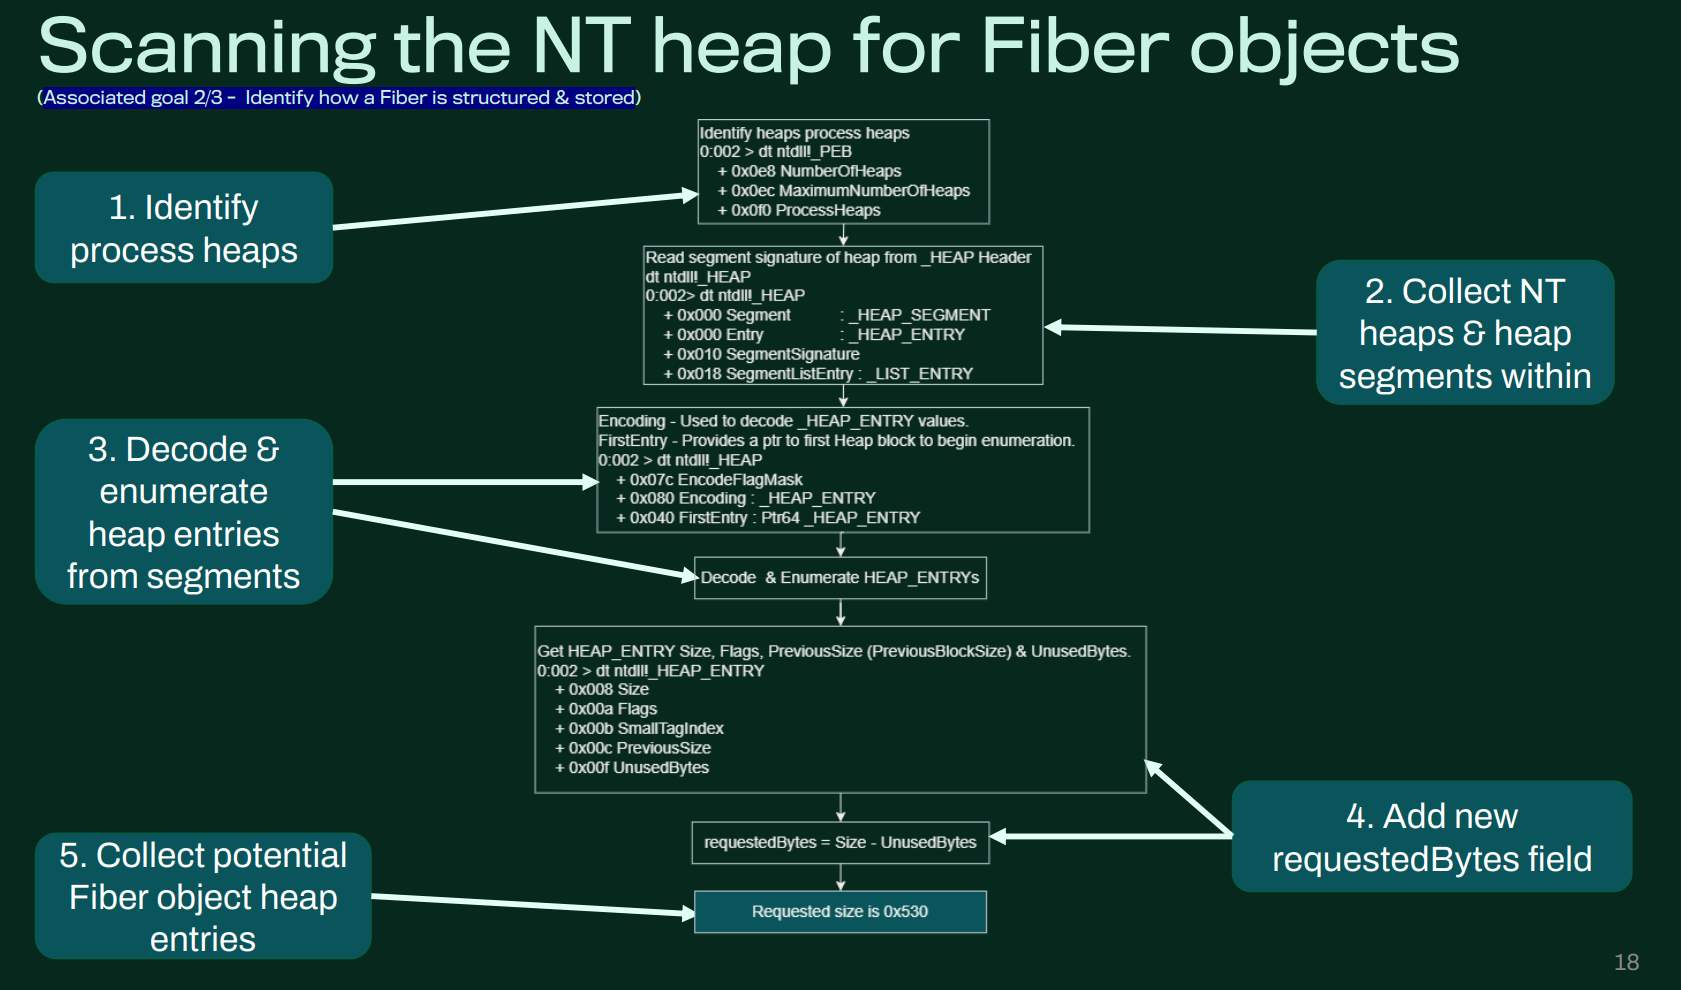 Scanning the NT heap for Fiber objects
(Associated goal 2/3 - Identify how a Fiber is structured & stored)
1. Identify
process heaps
Identify heaps process heaps
0:002 > dt ntdll!_PEB
+ 0x0e8 NumberOfHeaps
+ 0x0ec MaximumNumberOfHeaps
+ 0x0f0 ProcessHeaps
Read segment signature of heap from _HEAP Header
dt ntdll!_HEAP
0:002> dt ntdll!_HEAP
+ 0x000 Segment : _HEAP_SEGMENT
+ 0x000 Entry : _HEAP_ENTRY
+ 0x010 SegmentSignature
+ 0x018 SegmentListEntry : _LIST_ENTRY
2. Collect NT
heaps & heap
segments within
3. Decode &
enumerate
heap entries
from segments
Encoding - Used to decode _HEAP_ENTRY values.
FirstEntry - Provides a ptr to first Heap block to begin enumeration.
0:002 > dt ntdll!_HEAP
+ 0x07c EncodeFlagMask
+ 0x080 Encoding : _HEAP_ENTRY
+ 0x040 FirstEntry : Ptr64 _HEAP_ENTRY
Decode & Enumerate HEAP_ENTRYs
Get HEAP_ENTRY Size, Flags, PreviousSize (PreviousBlockSize) & UnusedBytes.
0:002 > dt ntdll!_HEAP_ENTRY
+ 0x008 Size
+ 0x00a Flags
+ 0x00b SmallTagIndex
+ 0x00c PreviousSize
+ 0x00f UnusedBytes
4. Add new
requestedBytes field
requestedBytes = Size - UnusedBytes
5. Collect potential
Fiber object heap
entries
Requested size is 0x530
18